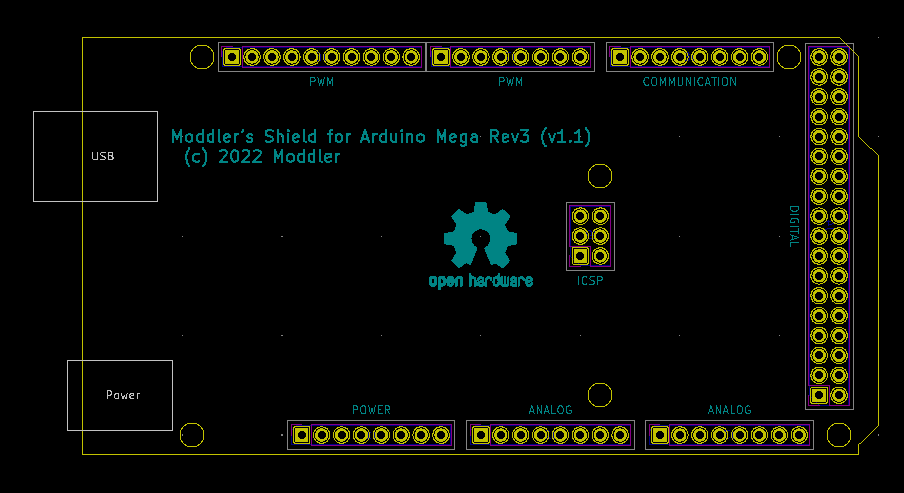 PWM
PWM
COMMUNICATION
Moddler's Shield for Arduino Mega Rev3 (v1.1)
(c) 2022 Moddler
USB
DIGITAL
open hardware
ICSP
Power
POWER
ANALOG
ANALOG